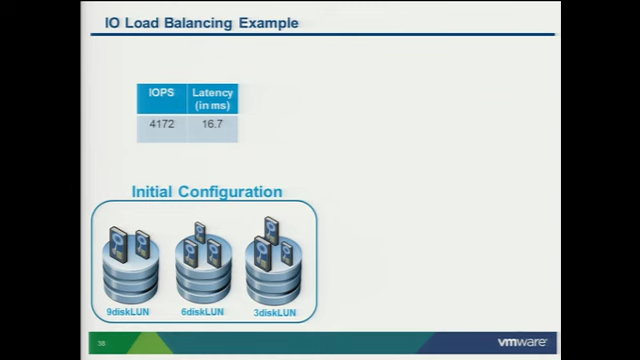 IO Load Balancing Example
IOPS
Latency
(in ms)
4172
16.7
Initial Configuration
9diskLUN
6diskLUN
3diskLUN
38
vmware